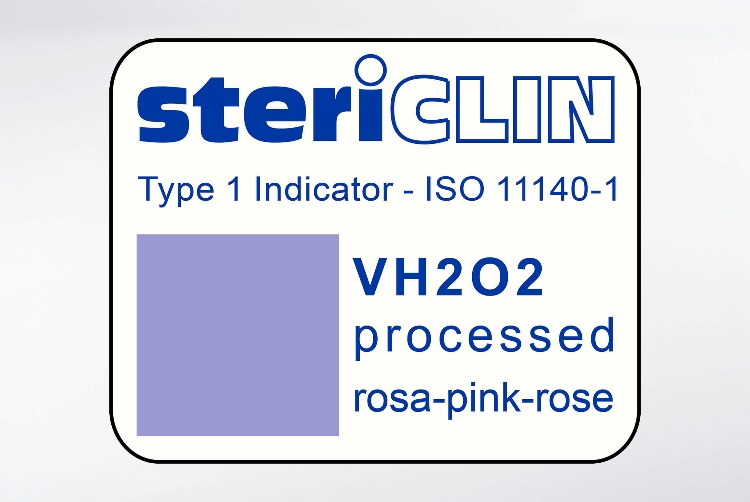 steriCLIN
Type 1 Indicator - ISO 11140-1
VH2O2
processed
rosa-pink-rose